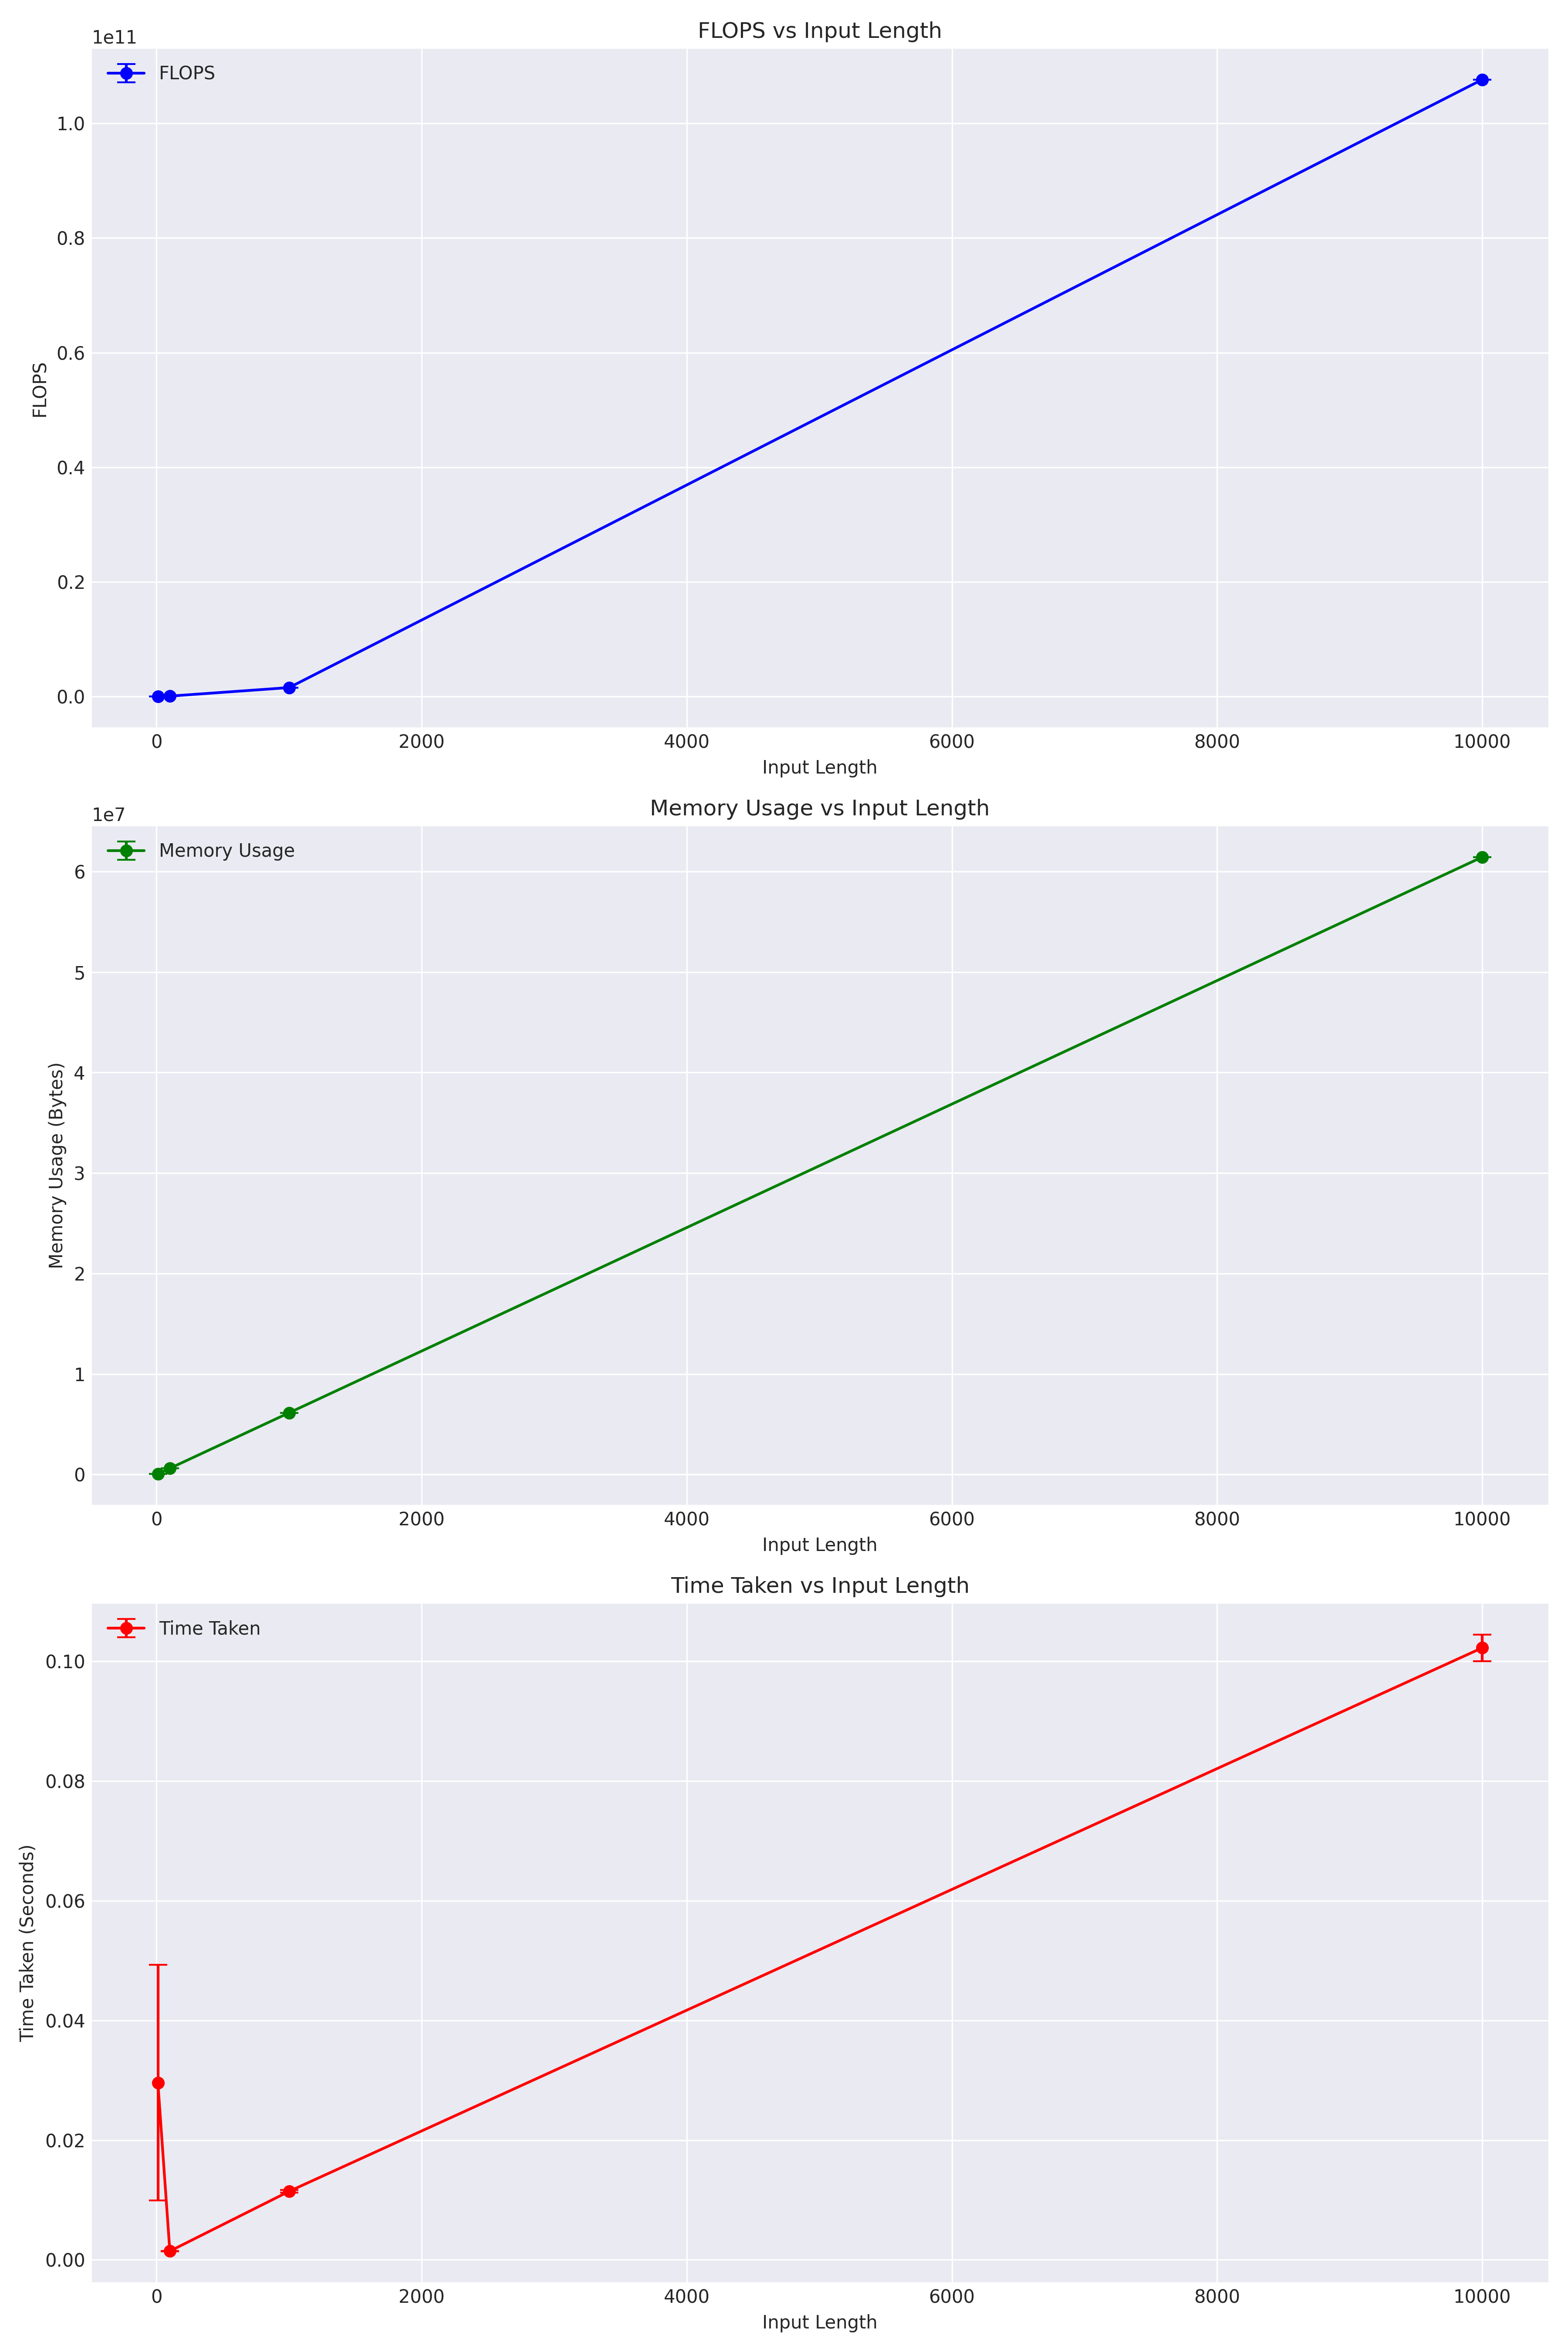 FLOPS vs Input Length
1e11
FLOPS
1.0
0.8
0.6
0.4
0.2
0.0
FLOPS
0 2000 4000 6000 8000 10000
Input Length
Memory Usage vs Input Length
1e7
Memory Usage
6
5
4
3
2
1
0
Memory Usage (Bytes)
0 2000 4000 6000 8000 10000
Input Length
Time Taken vs Input Length
Time Taken
0.10
0.08
0.06
0.04
0.02
0.00
Time Taken (Seconds)
0 2000 4000 6000 8000 10000
Input Length